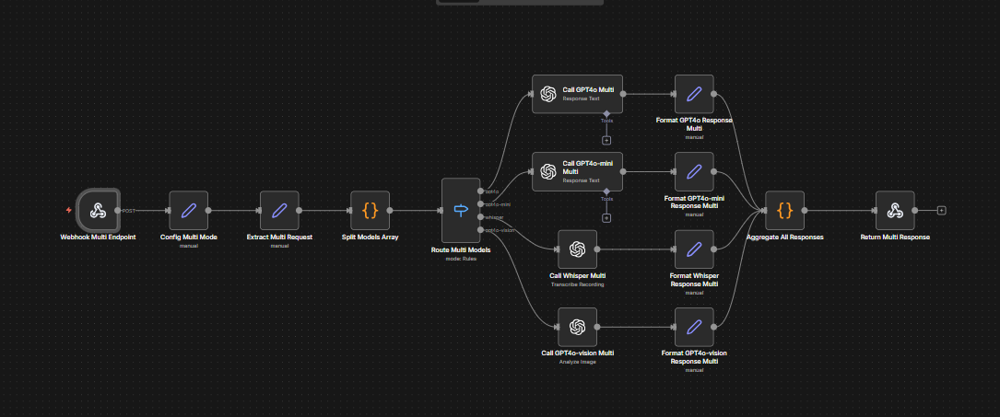 Call GPT4o Multi
Response Text
Tools
Format GPT4o Response
Multi
manual
Call GPT4o-mini
Multi
Response Text
Tools
Format GPT4o-mini
Response Multi
manual
POST
Webhook Multi Endpoint
Config Multi Mode
manual
Extract Multi Request
manual
{}
Split Models Array
gpt4o
gpt4o-mini
whisper
gpt4o-vision
Route Multi Models
mode: Rules
Call Whisper Multi
Transcribe Recording
Format Whisper
Response Multi
manual
Call GPT4o-vision Multi
Analyze Image
Format GPT4o-vision
Response Multi
manual
{}
Aggregate All Responses
Return Multi Response